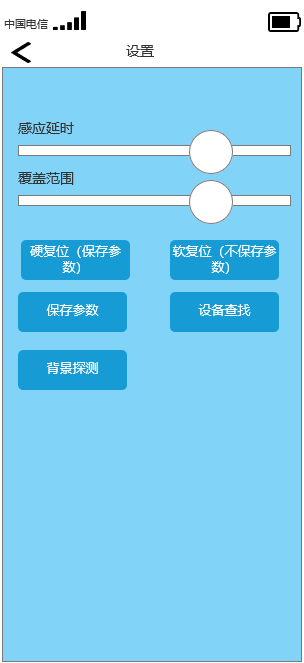 中国电信
设置
感应延时
覆盖范围
硬复位（保存参
数）
软复位（不保存参
数）
保存参数
设备查找
背景探测